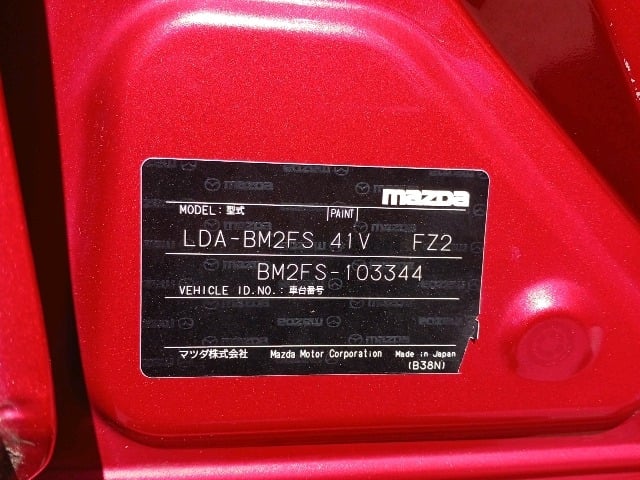 mazda
MODEL: 型式 PAINT
LDA-BM2FS 41V FZ2
BM2FS-103344
VEHICLE ID.NO.: 車台番号
マツダ株式会社 Mazda Motor Corporation Made in Japan
(B38N)